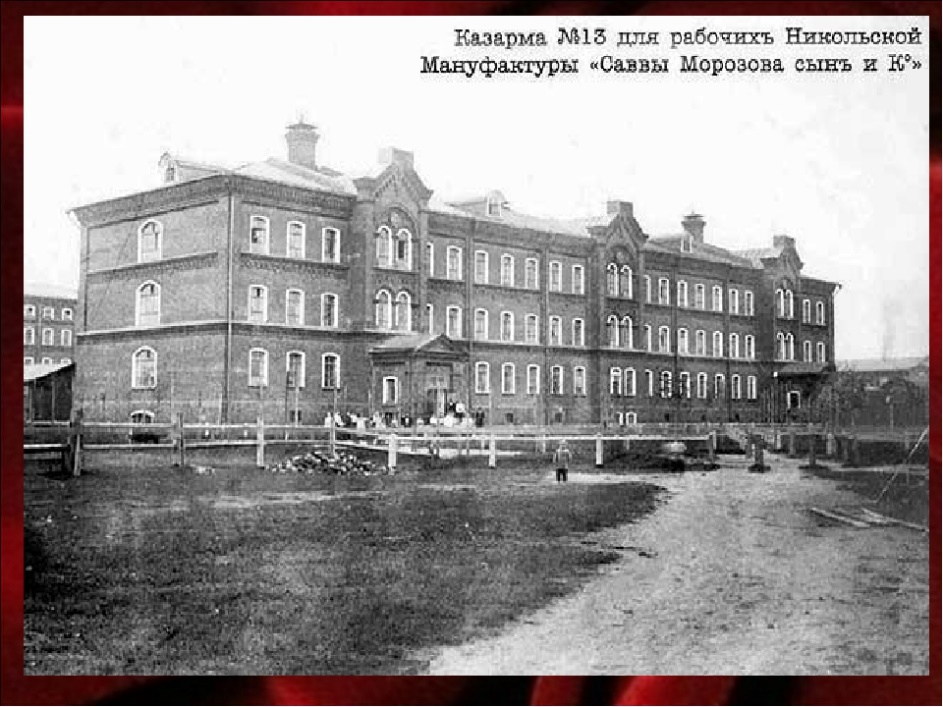 Казарма №13 для рабочихъ Никольской
Мануфактуры «Саввы Морозова сынъ и К°»